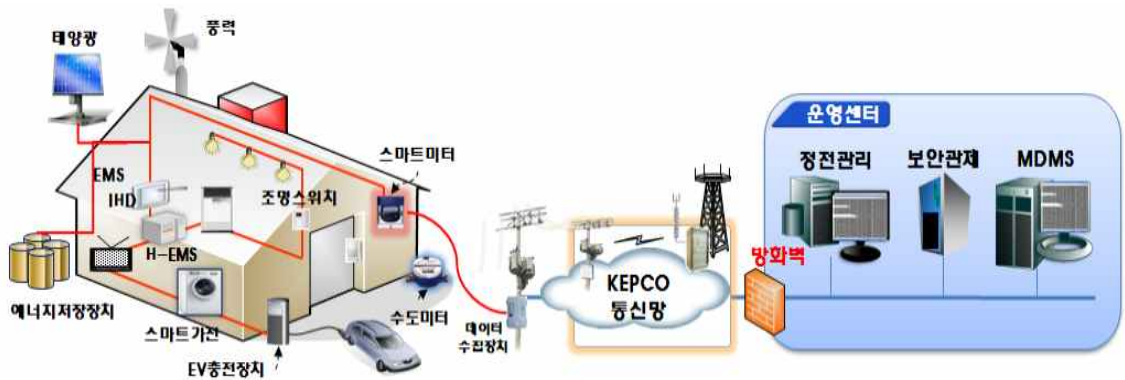 풍력
태양광
운영센터
정전관리
보안관제
MDMS
스마트미터
EMS
IHD
조명스위치
H-EMS
방화벽
KEPCO
통신망
에너지저장장치
스마트가전
수도미터
데이터
수집장치
EV충전장치